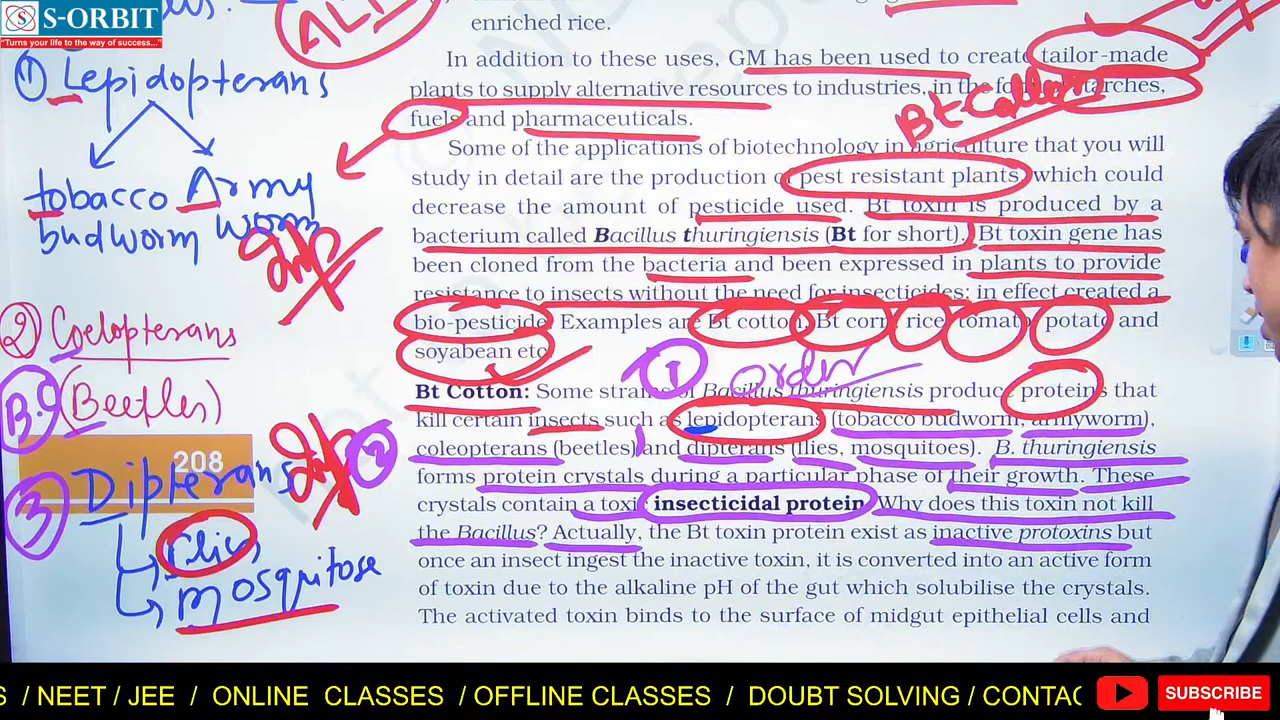 S-ORBIT
"Turns your life to the way of success..."
enriched rice.
In addition to these uses, GM has been used to create tailor-made
plants to supply alternative resources to industries, in the starches,
fuels and pharmaceuticals.
Bt Cotton
Some of the applications of biotechnology in agriculture that you will
study in detail are the production of pest resistant plants, which could
decrease the amount of pesticide used. Bt toxin is produced by a
bacterium called Bacillus thuringiensis (Bt for short). Bt toxin gene has
been cloned from the bacteria and been expressed in plants to provide
resistance to insects without the need for insecticides; in effect created a
bio-pesticide. Examples are Bt cotton, Bt corn, rice, tomato, potato and
soyabean etc.
① order
Bt Cotton: Some strains of Bacillus thuringiensis produce proteins that
kill certain insects such as lepidopterans (tobacco budworm, armyworm),
coleopterans (beetles) and dipterans (flies, mosquitoes). B. thuringiensis
forms protein crystals during a particular phase of their growth. These
crystals contain a toxic insecticidal protein. Why does this toxin not kill
the Bacillus? Actually, the Bt toxin protein exist as inactive protoxins but
once an insect ingest the inactive toxin, it is converted into an active form
of toxin due to the alkaline pH of the gut which solubilise the crystals.
The activated toxin binds to the surface of midgut epithelial cells and
① Lepidopterans
tobacco Army
budworm worm
Imp
② Coelopterans
(Beetles)
208
Imp
②
③ Dipterans
flies,
mosquitose
/ NEET / JEE / ONLINE CLASSES / OFFLINE CLASSES / DOUBT SOLVING / CONTAC
SUBSCRIBE